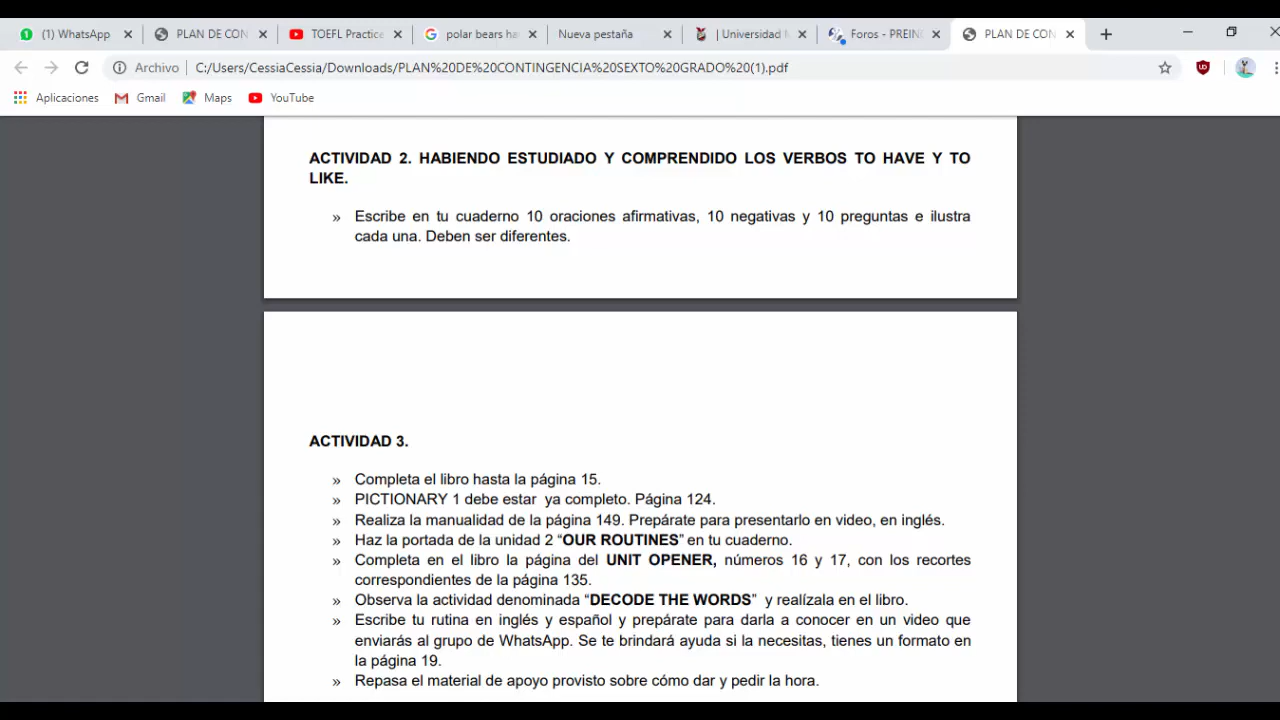 (1) WhatsApp
PLAN DE CON
TOEFL Practice
polar bears ha
Nueva pestaña
| Universidad
Foros - PREIN
PLAN DE CON
Archivo | C:/Users/CessiaCessia/Downloads/PLAN%20DE%20CONTINGENCIA%20SEXTO%20GRADO%20(1).pdf
Aplicaciones Gmail Maps YouTube
ACTIVIDAD 2. HABIENDO ESTUDIADO Y COMPRENDIDO LOS VERBOS TO HAVE Y TO
LIKE.
» Escribe en tu cuaderno 10 oraciones afirmativas, 10 negativas y 10 preguntas e ilustra
cada una. Deben ser diferentes.
ACTIVIDAD 3.
» Completa el libro hasta la página 15.
» PICTIONARY 1 debe estar ya completo. Página 124.
» Realiza la manualidad de la página 149. Prepárate para presentarlo en video, en inglés.
» Haz la portada de la unidad 2 “OUR ROUTINES” en tu cuaderno.
» Completa en el libro la página del UNIT OPENER, números 16 y 17, con los recortes
correspondientes de la página 135.
» Observa la actividad denominada “DECODE THE WORDS” y realízala en el libro.
» Escribe tu rutina en inglés y español y prepárate para darla a conocer en un video que
enviarás al grupo de WhatsApp. Se te brindará ayuda si la necesitas, tienes un formato en
la página 19.
» Repasa el material de apoyo provisto sobre cómo dar y pedir la hora.